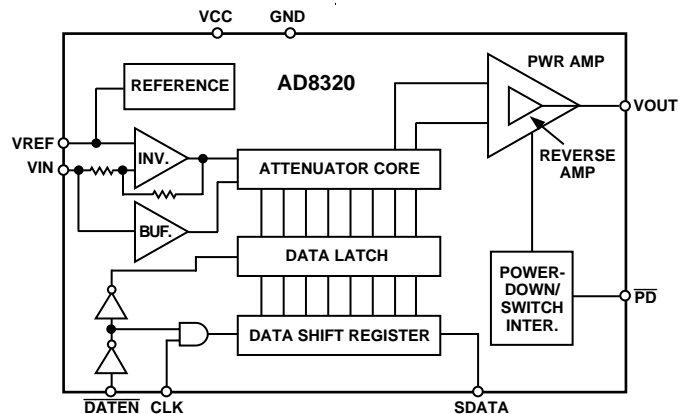 VCC GND
REFERENCE
AD8320
PWR AMP
VOUT
VREF
VIN
INV.
REVERSE
AMP
ATTENUATOR CORE
BUF.
DATA LATCH
POWER-
DOWN/
SWITCH
INTER.
PD
DATA SHIFT REGISTER
DATEN CLK SDATA